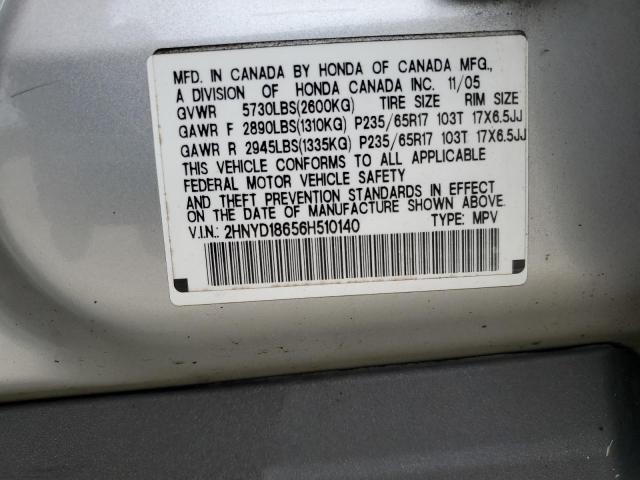 MFD. IN CANADA BY HONDA OF CANADA MFG.,
A DIVISION OF HONDA CANADA INC. 11/05
GVWR 5730LBS(2600KG) TIRE SIZE RIM SIZE
GAWR F 2890LBS(1310KG) P235/65R17 103T 17X6.5JJ
GAWR R 2945LBS(1335KG) P235/65R17 103T 17X6.5JJ
THIS VEHICLE CONFORMS TO ALL APPLICABLE
FEDERAL MOTOR VEHICLE SAFETY
AND THEFT PREVENTION STANDARDS IN EFFECT
ON THE DATE OF MANUFACTURE SHOWN ABOVE.
V.I.N.: 2HNYD18656H510140 TYPE: MPV